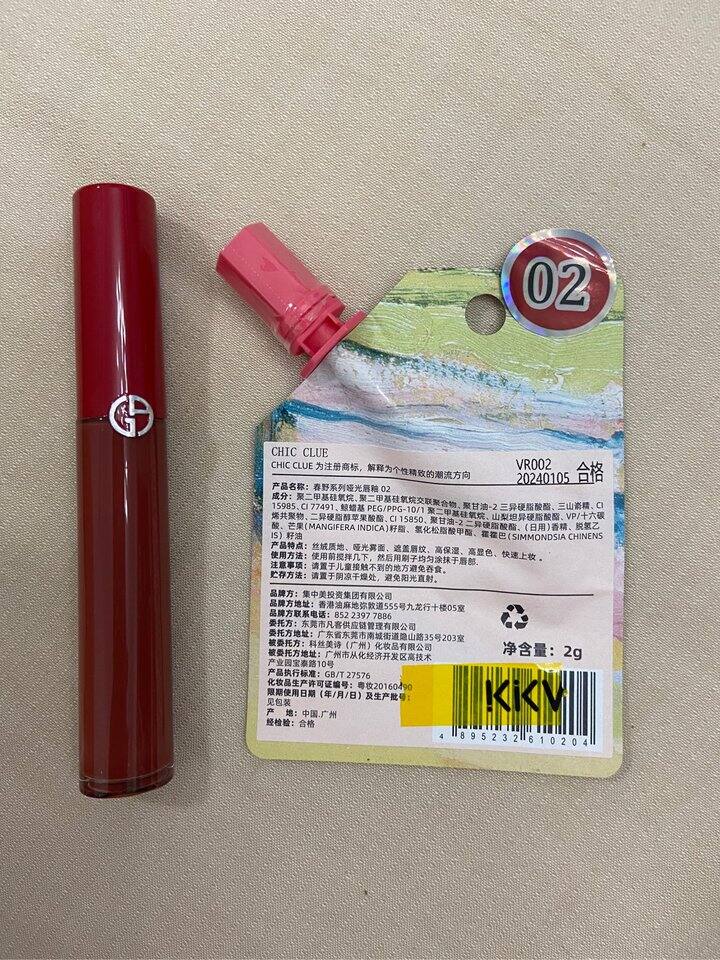 GA
02
CHIC CLUE
CHIC CLUE 为注册商标，解释为个性精致的潮流方向
VR002
20240105 合格
产品名称：春野系列哑光唇釉 02
成分：聚二甲基硅氧烷、聚二甲基硅氧烷交联聚合物、聚甘油-2 三异硬脂酸酯、三山嵛精、CI
15985、CI 77491、鲸蜡基 PEG/PPG-10/1 聚二甲基硅氧烷、山梨坦异硬脂酸酯、VP/十六碳
烯共聚物、二异硬脂醇苹果酸酯、CI 15850、聚甘油-2 二异硬脂酸酯、（日用）香精、脱氢乙
酸、芒果(MANGIFERA INDICA)籽脂、氢化松脂酸甲酯、霍霍巴(SIMMONDSIA CHINENS
IS）籽油
产品特点：丝绒质地、哑光雾面、遮盖唇纹、高保湿、高显色、快速上妆。
使用方法：使用前搅拌几下，然后用刷子均匀涂抹于唇部.
注意事项：请置于儿童接触不到的地方避免吞食。
贮存方法：请置于阴凉干燥处，避免阳光直射。
品牌方：集中美投资集团有限公司
品牌方地址：香港油麻地弥敦道555号九龙行十楼05室
品牌方联系电话：852 2397 7886
委托方：东莞市凡客供应链管理有限公司
委托方地址：广东省东莞市南城街道隐山路35号203室
被委托方：科丝美诗（广州）化妆品有限公司
被委托方地址：广州市从化经济开发区高技术
产业园宝泰路10号
产品执行标准：GB/T 27576
化妆品生产许可证编号：粤妆20160490
限期使用日期（年/月/日）及生产批号：
见包装
产 地：中国.广州
经检验：合格
净含量：2g
KiKV
4 895232 610204